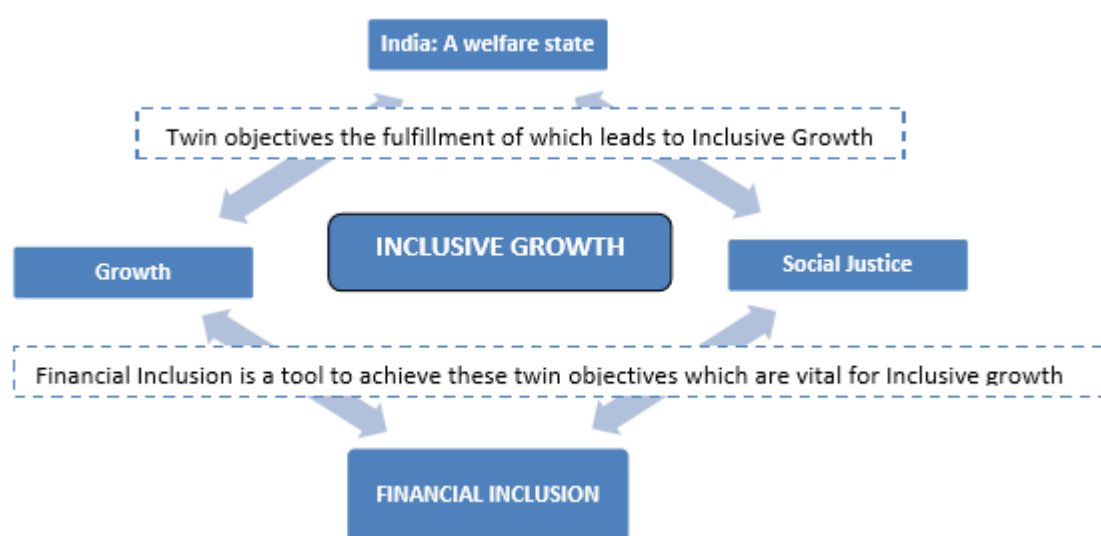 India: A welfare state
Twin objectives the fulfillment of which leads to Inclusive Growth
INCLUSIVE GROWTH
Growth
Social Justice
Financial Inclusion is a tool to achieve these twin objectives which are vital for Inclusive growth
FINANCIAL INCLUSION